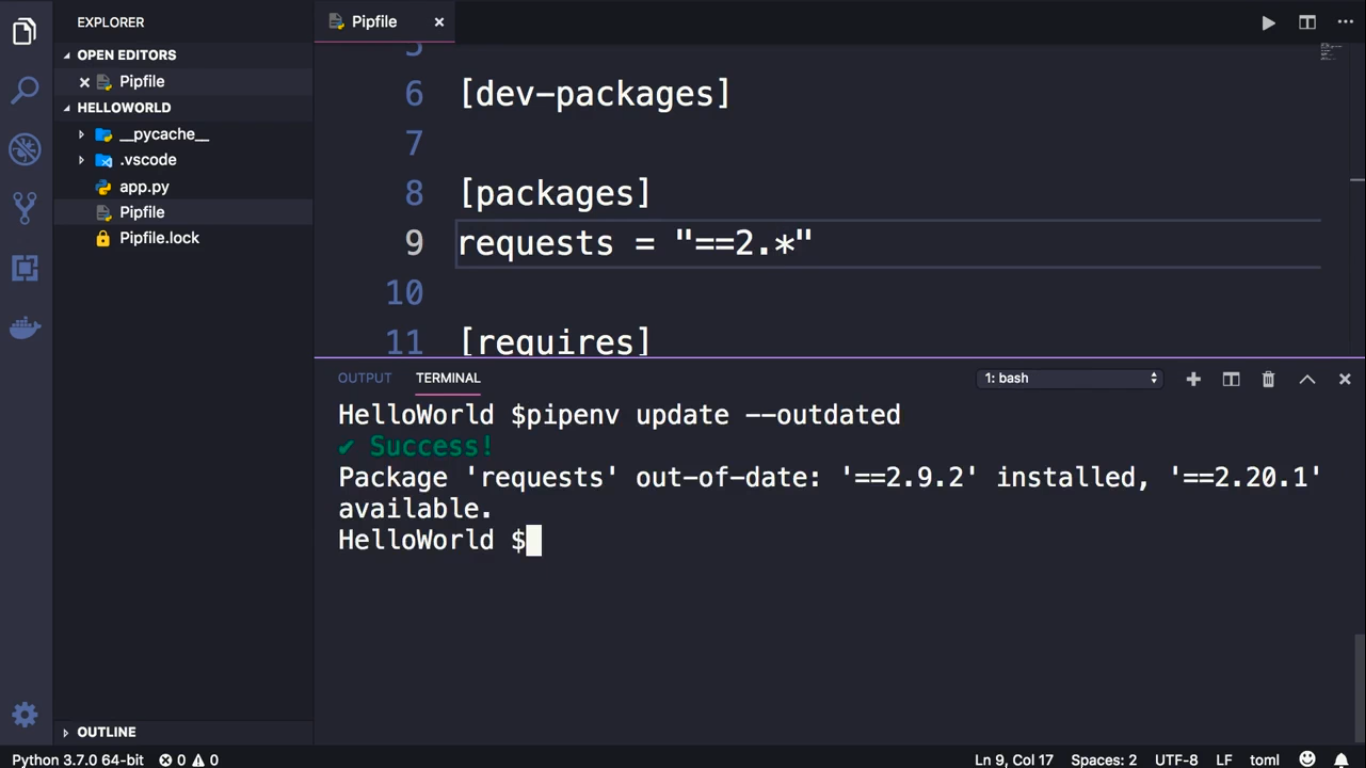 EXPLORER
OPEN EDITORS
Pipfile
HELLOWORLD
__pycache__
.vscode
app.py
Pipfile
Pipfile.lock
OUTLINE
Pipfile
5
6 [dev-packages]
7
8 [packages]
9 requests = "==2.*"
10
11 [requires]
OUTPUT TERMINAL 1: bash
HelloWorld $pipenv update --outdated
✔ Success!
Package 'requests' out-of-date: '==2.9.2' installed, '==2.20.1'
available.
HelloWorld $
Python 3.7.0 64-bit 0 0 Ln 9, Col 17 Spaces: 2 UTF-8 LF toml